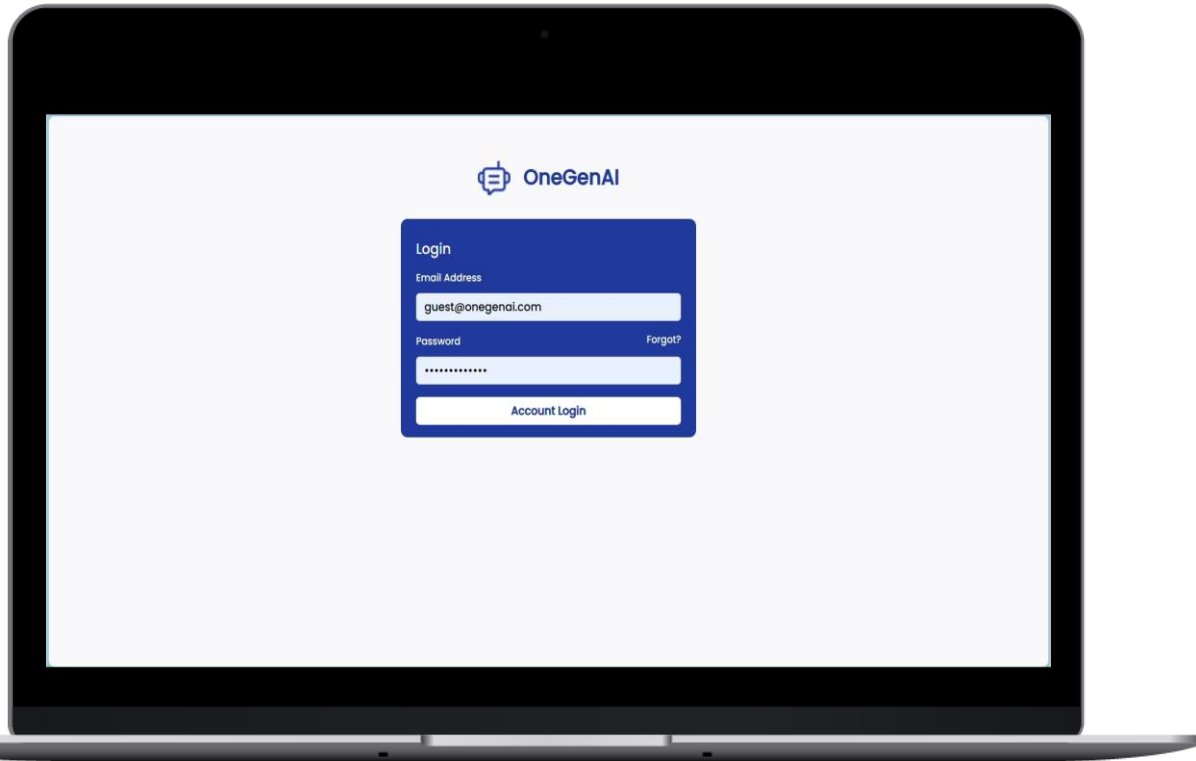 OneGenAI
Login
Email Address
guest@onegenai.com
Password Forgot?
•••••••••••••
Account Login